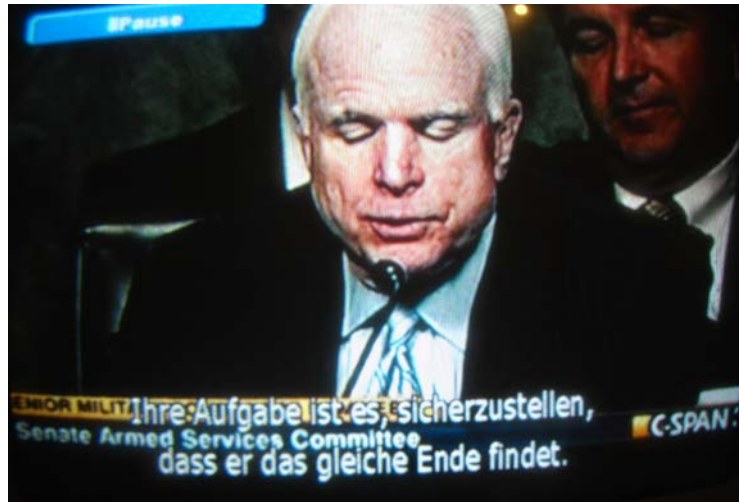 Pause
ENIOR MILIT
Ihre Aufgabe ist es, sicherzustellen,
Senate Armed Services Committee
C-SPAN
dass er das gleiche Ende findet.